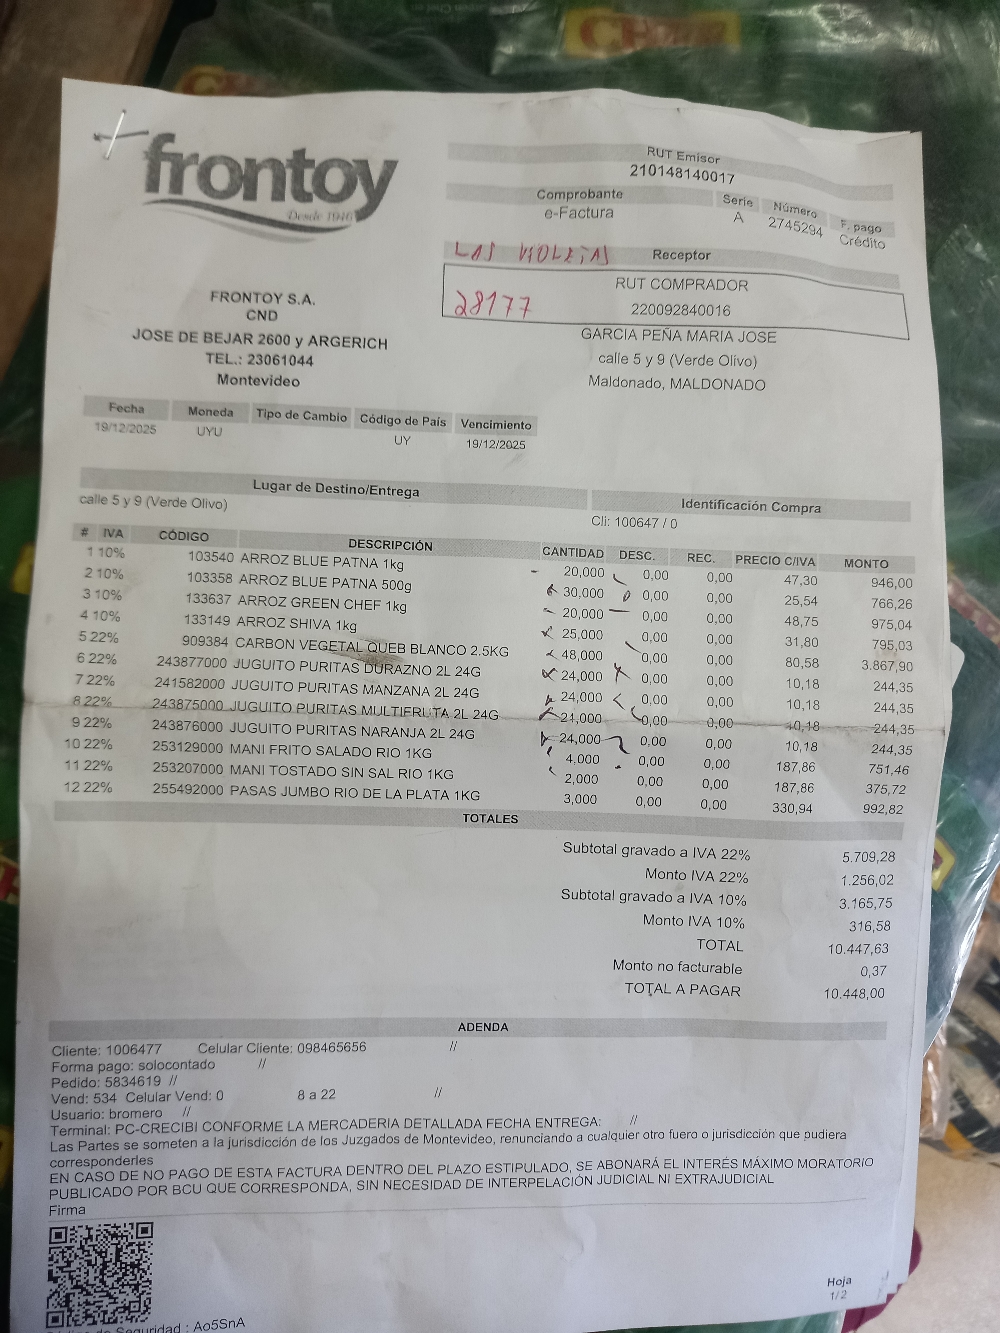 frontoy
Desde 1946
RUT Emisor
210148140017
Comprobante Serie Número F. pago
e-Factura A 2745294 Crédito
LAS VIOLETAS Receptor
28177
RUT COMPRADOR
220092840016
GARCIA PEÑA MARIA JOSE
calle 5 y 9 (Verde Olivo)
Maldonado, MALDONADO
FRONTOY S.A.
CND
JOSE DE BEJAR 2600 y ARGERICH
TEL.: 23061044
Montevideo
Fecha Moneda Tipo de Cambio Código de País Vencimiento
19/12/2025 UYU UY 19/12/2025
Lugar de Destino/Entrega Identificación Compra
calle 5 y 9 (Verde Olivo) Cli: 100647 / 0
# IVA CÓDIGO DESCRIPCIÓN CANTIDAD DESC. REC. PRECIO C/IVA MONTO
1 10% 103540 ARROZ BLUE PATNA 1kg 20,000 0,00 0,00 47,30 946,00
2 10% 103358 ARROZ BLUE PATNA 500g 30,000 0,00 0,00 25,54 766,26
3 10% 133637 ARROZ GREEN CHEF 1kg 20,000 0,00 0,00 48,75 975,04
4 10% 133149 ARROZ SHIVA 1kg 25,000 0,00 0,00 31,80 795,03
5 22% 909384 CARBON VEGETAL QUEB BLANCO 2.5KG 48,000 0,00 0,00 80,58 3.867,90
6 22% 243877000 JUGUITO PURITAS DURAZNO 2L 24G 24,000 0,00 0,00 10,18 244,35
7 22% 241582000 JUGUITO PURITAS MANZANA 2L 24G 24,000 0,00 0,00 10,18 244,35
8 22% 243875000 JUGUITO PURITAS MULTIFRUTA 2L 24G 24,000 0,00 0,00 10,18 244,35
9 22% 243876000 JUGUITO PURITAS NARANJA 2L 24G 24,000 0,00 0,00 10,18 244,35
10 22% 253129000 MANI FRITO SALADO RIO 1KG 4,000 0,00 0,00 187,86 751,46
11 22% 253207000 MANI TOSTADO SIN SAL RIO 1KG 2,000 0,00 0,00 187,86 375,72
12 22% 255492000 PASAS JUMBO RIO DE LA PLATA 1KG 3,000 0,00 0,00 330,94 992,82
TOTALES
Subtotal gravado a IVA 22% 5.709,28
Monto IVA 22% 1.256,02
Subtotal gravado a IVA 10% 3.165,75
Monto IVA 10% 316,58
TOTAL 10.447,63
Monto no facturable 0,37
TOTAL A PAGAR 10.448,00
ADENDA
Cliente: 1006477 Celular Cliente: 098465656 //
Forma pago: solocontado //
Pedido: 5834619 //
Vend: 534 Celular Vend: 0 8 a 22 //
Usuario: bromero //
Terminal: PC-CRECIBI CONFORME LA MERCADERIA DETALLADA FECHA ENTREGA: //
Las Partes se someten a la jurisdicción de los Juzgados de Montevideo, renunciando a cualquier otro fuero o jurisdicción que pudiera
corresponderles
EN CASO DE NO PAGO DE ESTA FACTURA DENTRO DEL PLAZO ESTIPULADO, SE ABONARÁ EL INTERÉS MÁXIMO MORATORIO
PUBLICADO POR BCU QUE CORRESPONDA, SIN NECESIDAD DE INTERPELACIÓN JUDICIAL NI EXTRAJUDICIAL
Firma
Hoja
1/2
de Seguridad : Ao5SnA